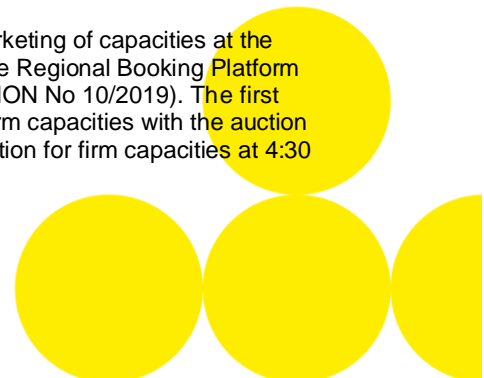 rketing of capacities at the
e Regional Booking Platform
ION No 10/2019). The first
rm capacities with the auction
tion for firm capacities at 4:30